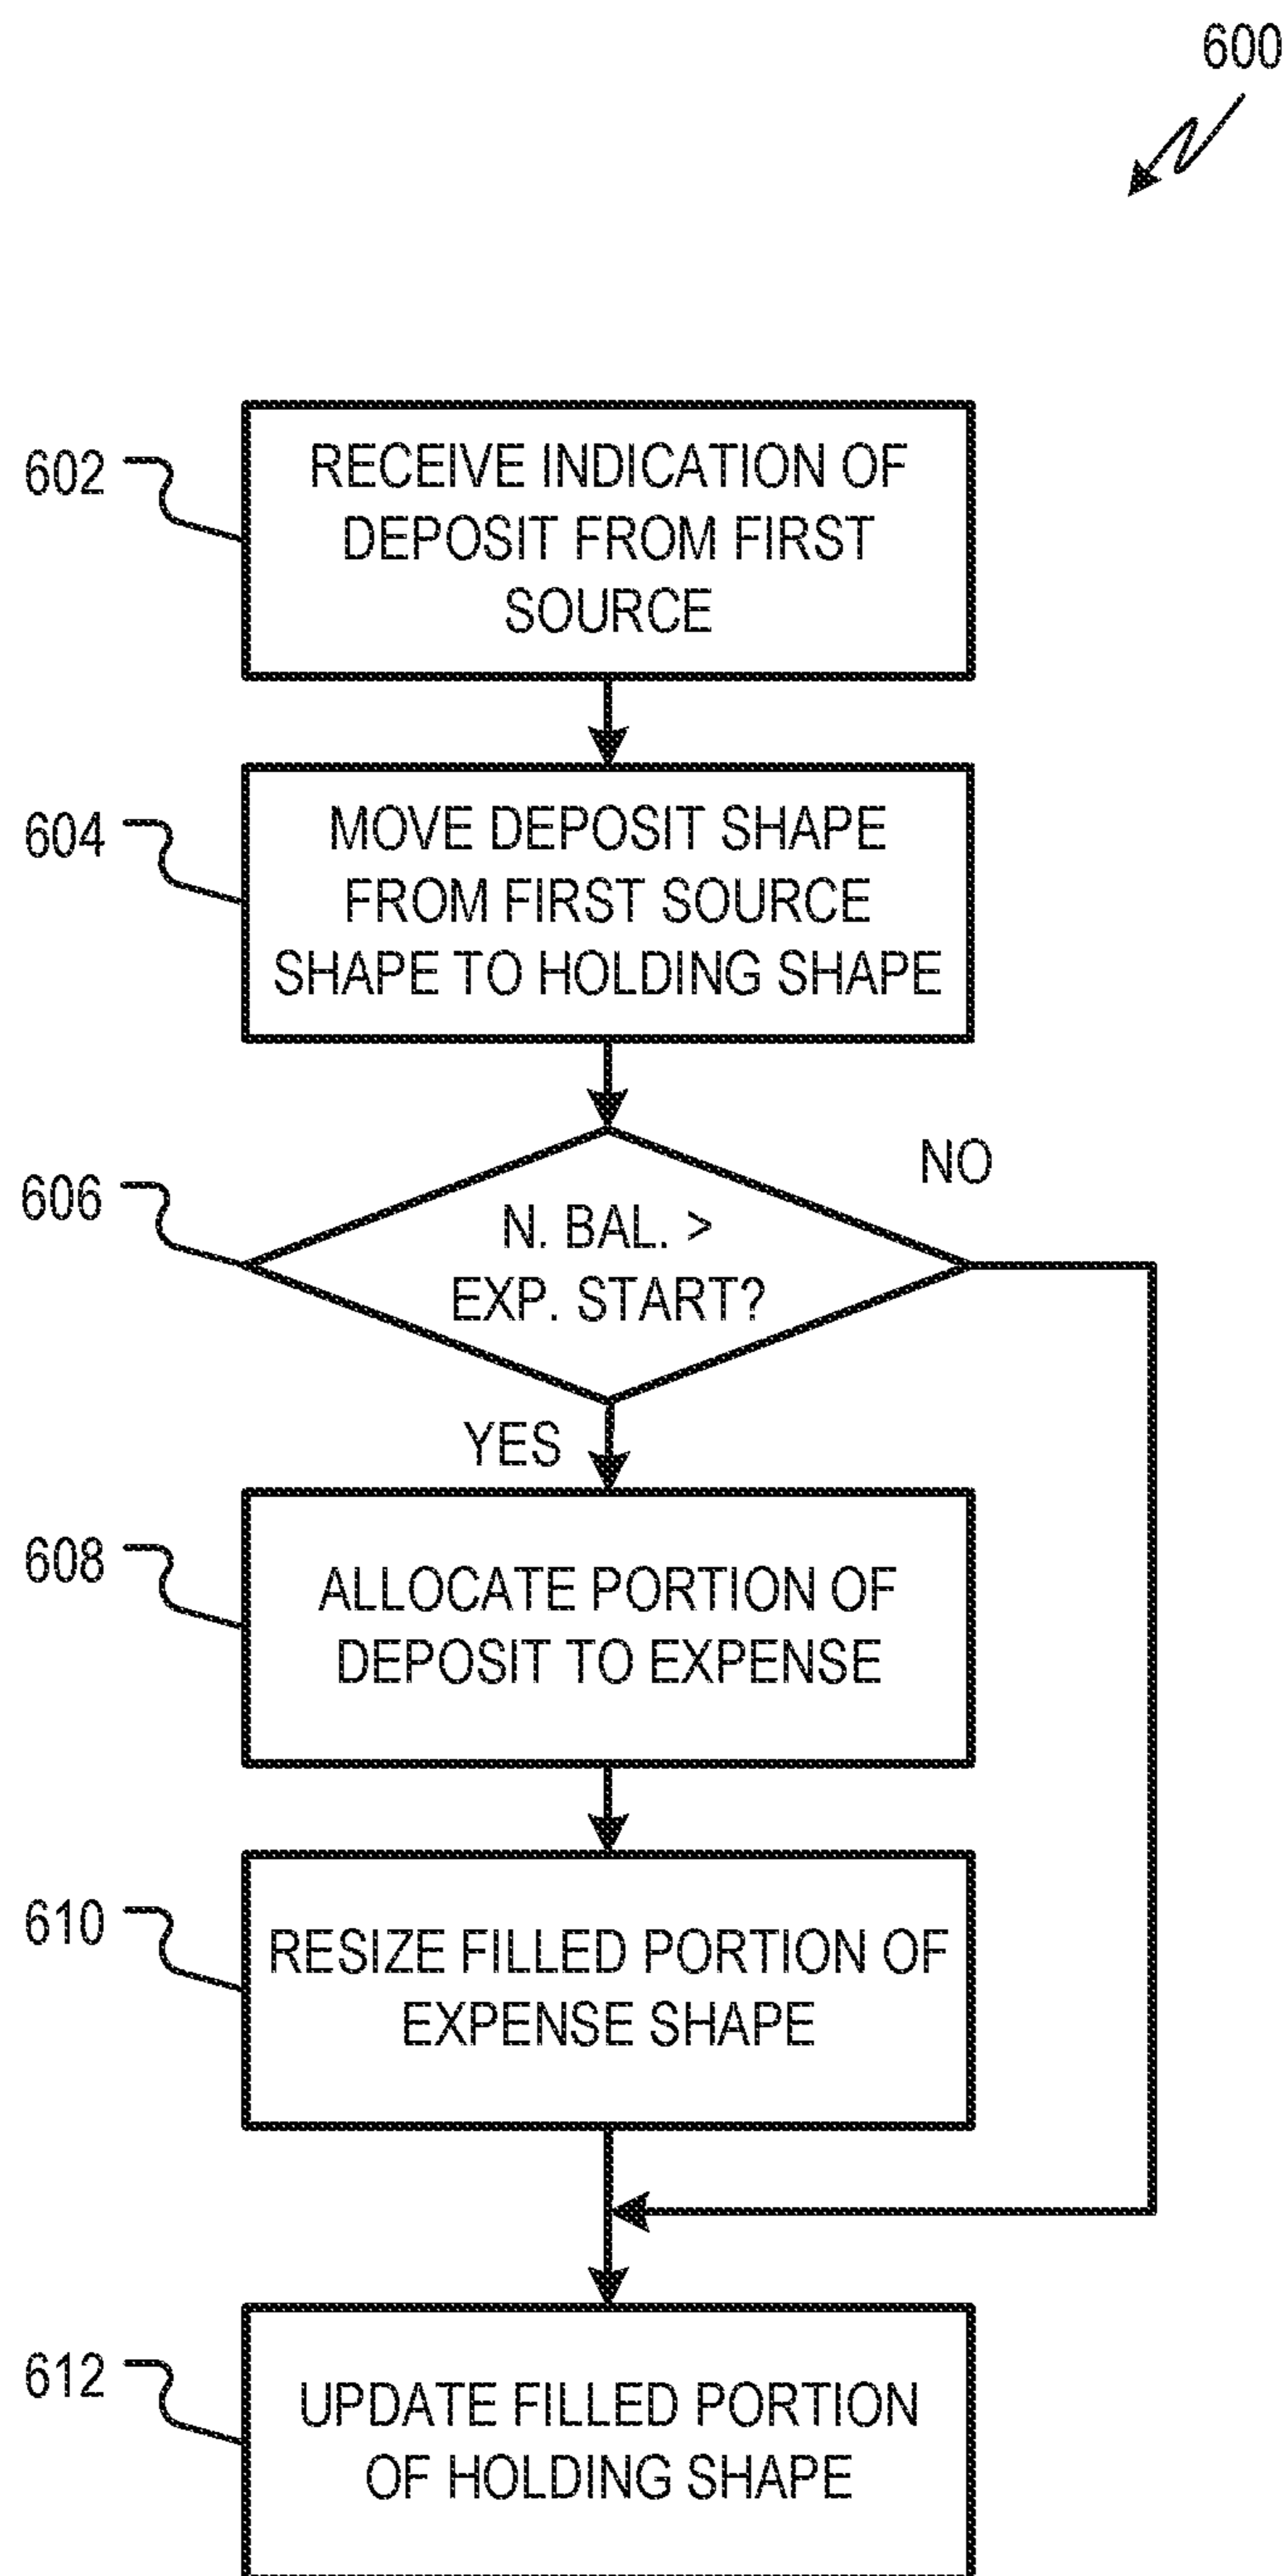 600
602
RECEIVE INDICATION OF
DEPOSIT FROM FIRST
SOURCE
604
MOVE DEPOSIT SHAPE
FROM FIRST SOURCE
SHAPE TO HOLDING SHAPE
606
N. BAL. >
EXP. START?
NO
YES
608
ALLOCATE PORTION OF
DEPOSIT TO EXPENSE
610
RESIZE FILLED PORTION OF
EXPENSE SHAPE
612
UPDATE FILLED PORTION
OF HOLDING SHAPE